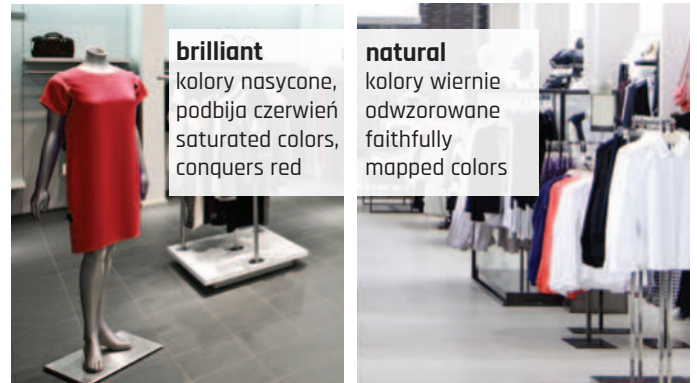 brilliant
kolory nasycone,
podbija czerwień
saturated colors,
conquers red
natural
kolory wiernie
odwzorowane
faithfully
mapped colors